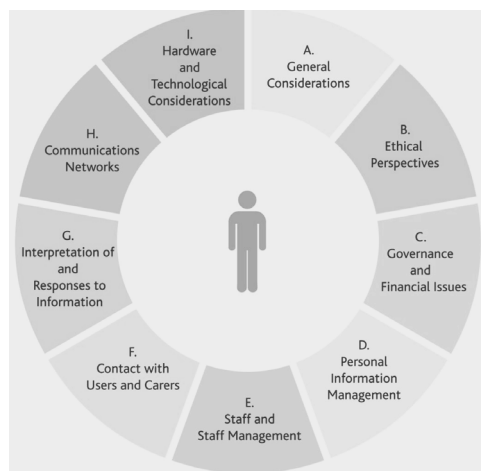 A.
General
Considerations
B.
Ethical
Perspectives
C.
Governance
and
Financial Issues
D.
Personal
Information
Management
E.
Staff and
Staff Management
F.
Contact with
Users and Carers
G.
Interpretation of
and
Responses to
Information
H.
Communications
Networks
I.
Hardware
and
Technological
Considerations